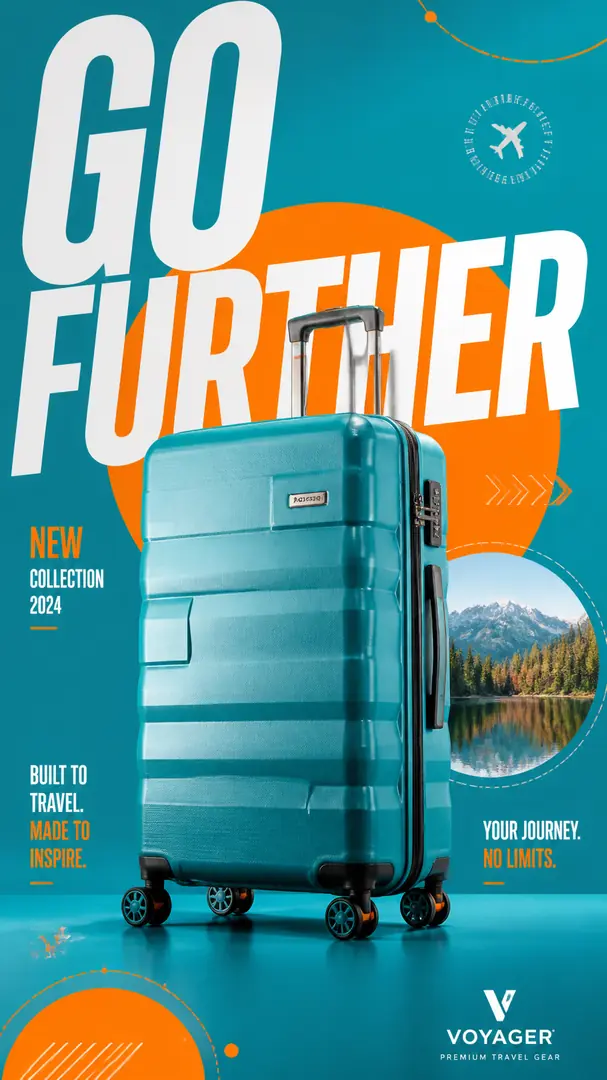 GO
FURTHER
NEW
COLLECTION
2024
BUILT TO
TRAVEL.
MADE TO
INSPIRE.
YOUR JOURNEY.
NO LIMITS.
VOYAGER
PREMIUM TRAVEL GEAR